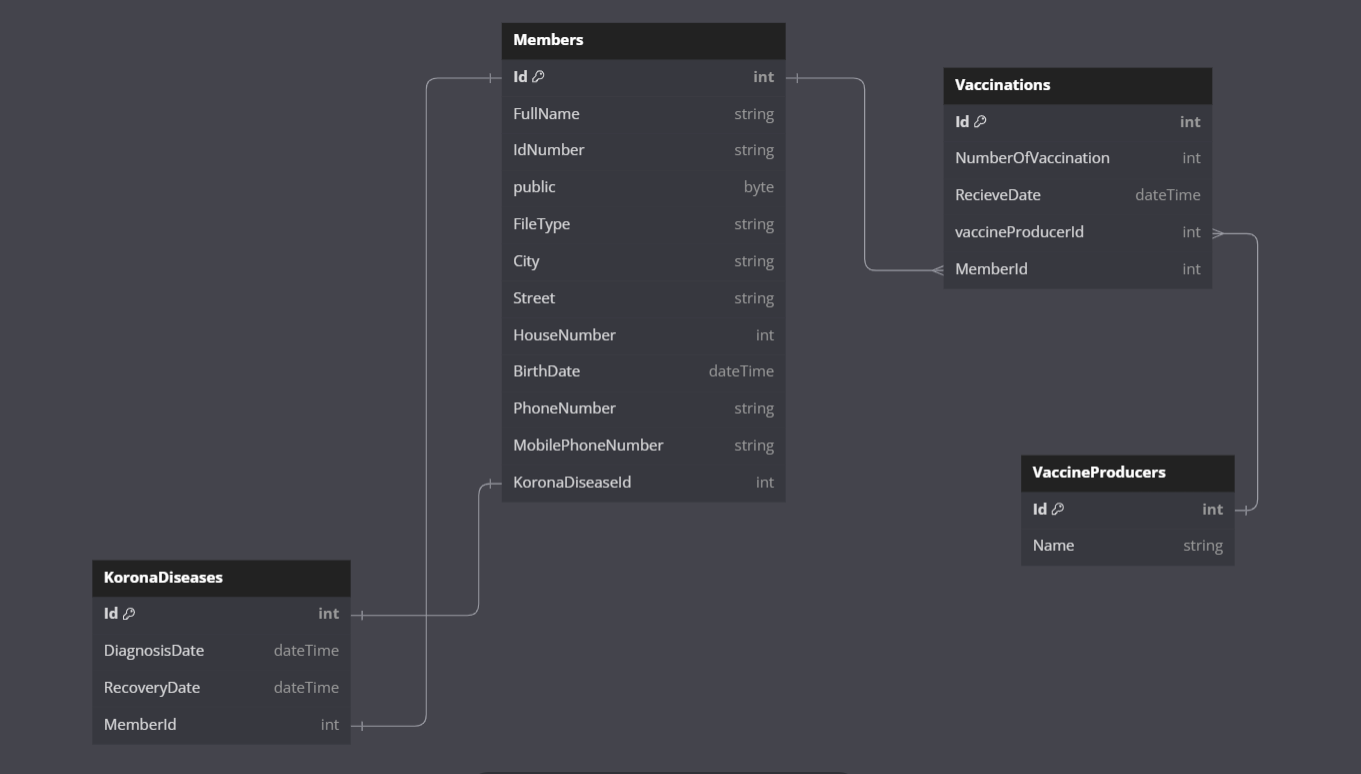 Members
Id int
FullName string
IdNumber string
public byte
FileType string
City string
Street string
HouseNumber int
BirthDate dateTime
PhoneNumber string
MobilePhoneNumber string
KoronaDiseaseId int
Vaccinations
Id int
NumberOfVaccination int
RecieveDate dateTime
vaccineProducerId int
MemberId int
VaccineProducers
Id int
Name string
KoronaDiseases
Id int
DiagnosisDate dateTime
RecoveryDate dateTime
MemberId int